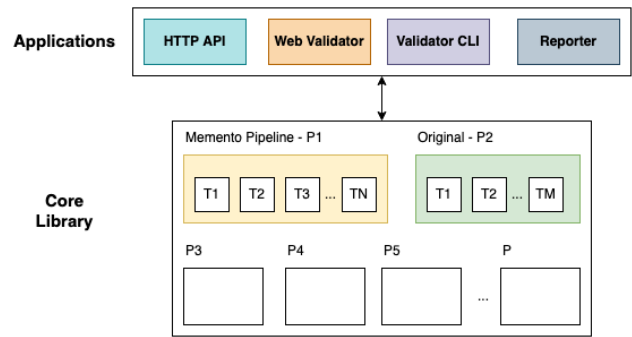 Applications
HTTP API
Web Validator
Validator CLI
Reporter
Core
Library
Memento Pipeline - P1
Original - P2
T1 T2 T3 ... TN
T1 T2 ... TM
P3 P4 P5 P
...